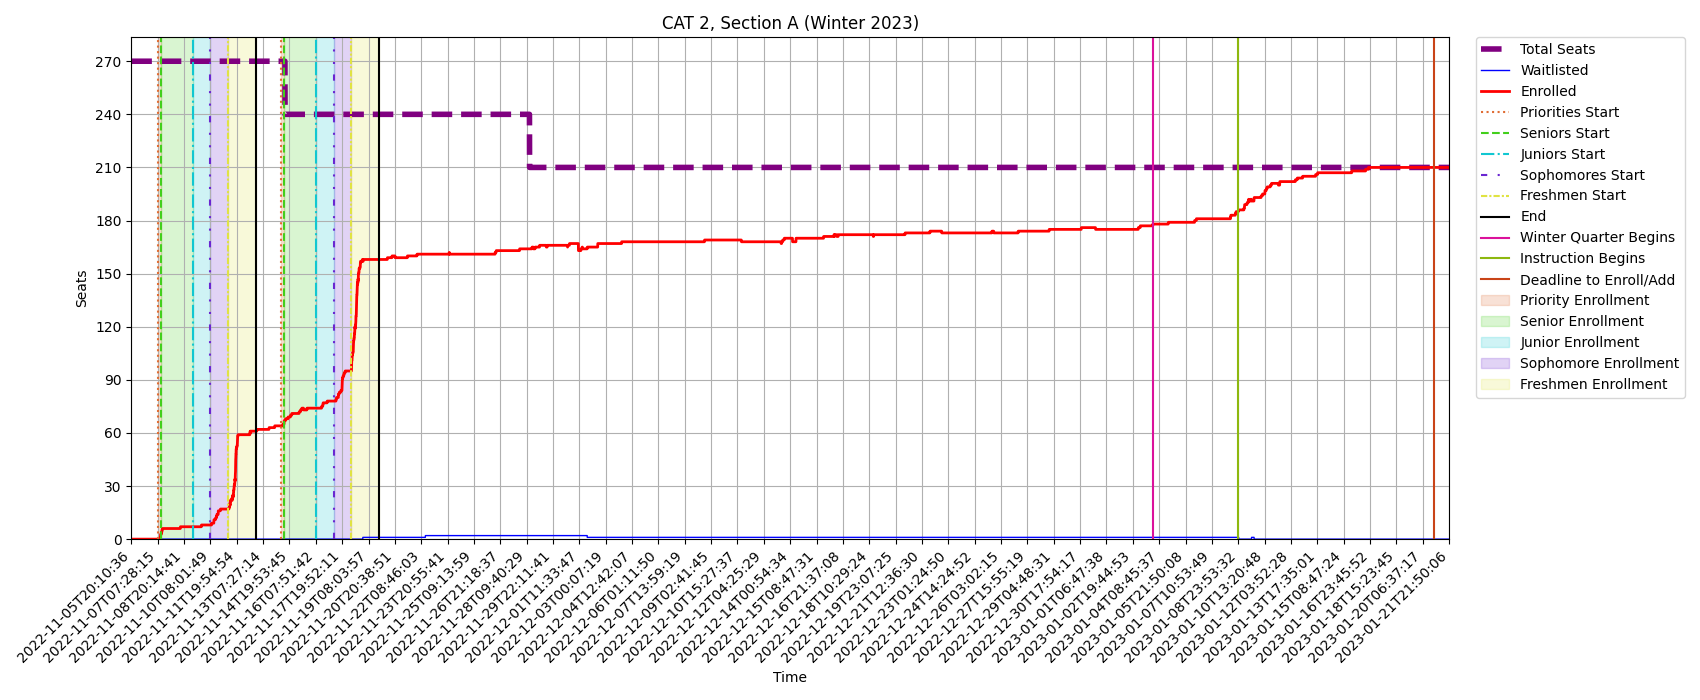 CAT 2, Section A (Winter 2023)
Seats
270
240
210
180
150
120
90
60
30
0
2022-11-05T20:10:36
2022-11-07T07:28:15
2022-11-08T20:14:41
2022-11-10T08:01:49
2022-11-11T19:54:54
2022-11-13T07:27:14
2022-11-14T19:53:45
2022-11-16T07:51:42
2022-11-17T19:52:11
2022-11-19T08:03:57
2022-11-20T20:38:51
2022-11-22T08:46:03
2022-11-23T20:55:41
2022-11-25T09:13:59
2022-11-26T21:18:37
2022-11-28T09:40:29
2022-11-29T22:11:41
2022-12-01T11:33:47
2022-12-03T00:07:19
2022-12-04T12:42:07
2022-12-06T01:11:50
2022-12-07T13:59:19
2022-12-09T02:41:45
2022-12-10T15:27:37
2022-12-12T04:25:29
2022-12-14T00:54:34
2022-12-15T08:47:31
2022-12-16T21:37:08
2022-12-18T10:29:24
2022-12-19T23:07:25
2022-12-21T12:36:30
2022-12-23T01:24:50
2022-12-24T14:24:52
2022-12-26T03:02:15
2022-12-27T15:55:19
2022-12-29T04:48:31
2022-12-30T17:54:17
2023-01-01T06:47:38
2023-01-02T19:44:53
2023-01-04T08:45:37
2023-01-05T21:50:08
2023-01-07T10:53:49
2023-01-08T23:53:32
2023-01-10T13:20:48
2023-01-12T03:52:28
2023-01-13T17:35:01
2023-01-15T08:47:24
2023-01-16T23:45:52
2023-01-18T15:23:45
2023-01-20T06:37:17
2023-01-21T21:50:06
Time
Total Seats
Waitlisted
Enrolled
Priorities Start
Seniors Start
Juniors Start
Sophomores Start
Freshmen Start
End
Winter Quarter Begins
Instruction Begins
Deadline to Enroll/Add
Priority Enrollment
Senior Enrollment
Junior Enrollment
Sophomore Enrollment
Freshmen Enrollment